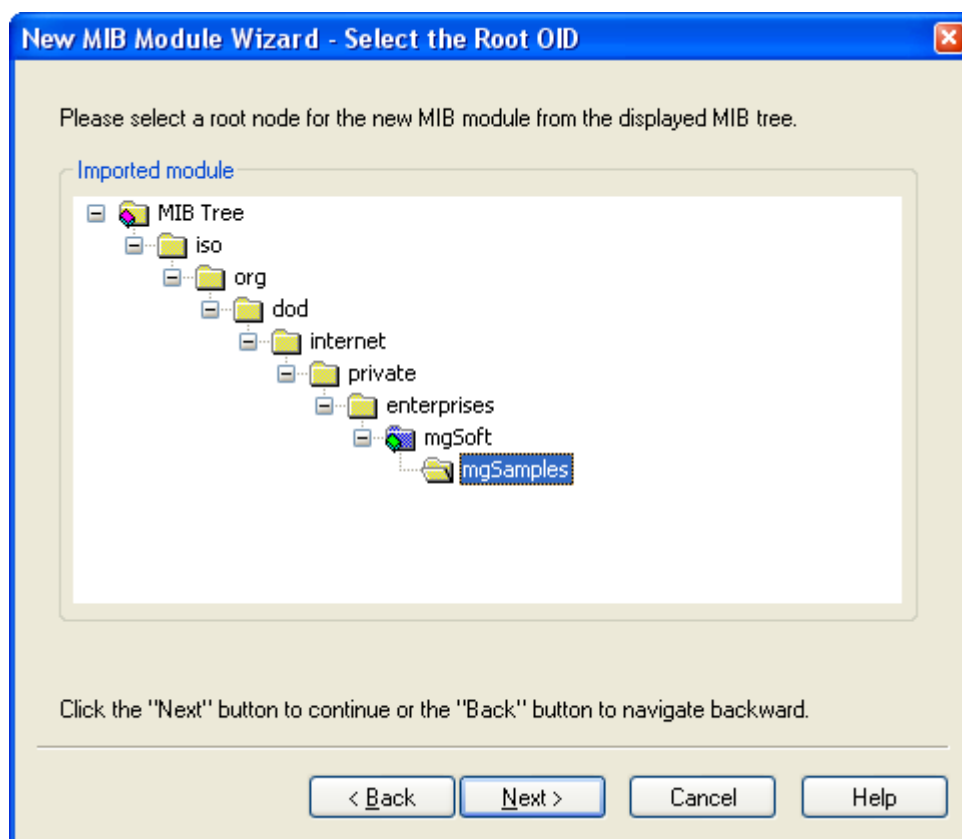 New MIB Module Wizard - Select the Root OID
Please select a root node for the new MIB module from the displayed MIB tree.
Imported module
MIB Tree
iso
org
dod
internet
private
enterprises
mgSoft
mgSamples
Click the "Next" button to continue or the "Back" button to navigate backward.
< Back Next > Cancel Help